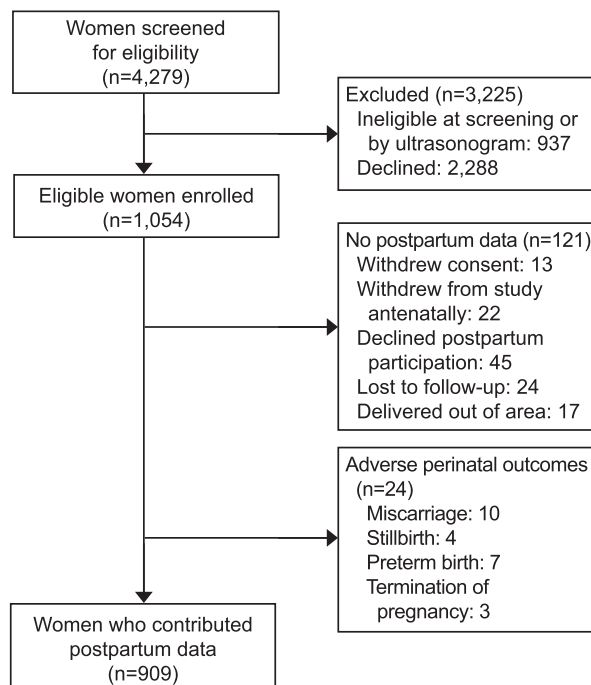 Women screened
for eligibility
(n=4,279)
Excluded (n=3,225)
Ineligible at screening or
by ultrasonogram: 937
Declined: 2,288
Eligible women enrolled
(n=1,054)
No postpartum data (n=121)
Withdrew consent: 13
Withdrew from study
antenatally: 22
Declined postpartum
participation: 45
Lost to follow-up: 24
Delivered out of area: 17
Adverse perinatal outcomes
(n=24)
Miscarriage: 10
Stillbirth: 4
Preterm birth: 7
Termination of
pregnancy: 3
Women who contributed
postpartum data
(n=909)